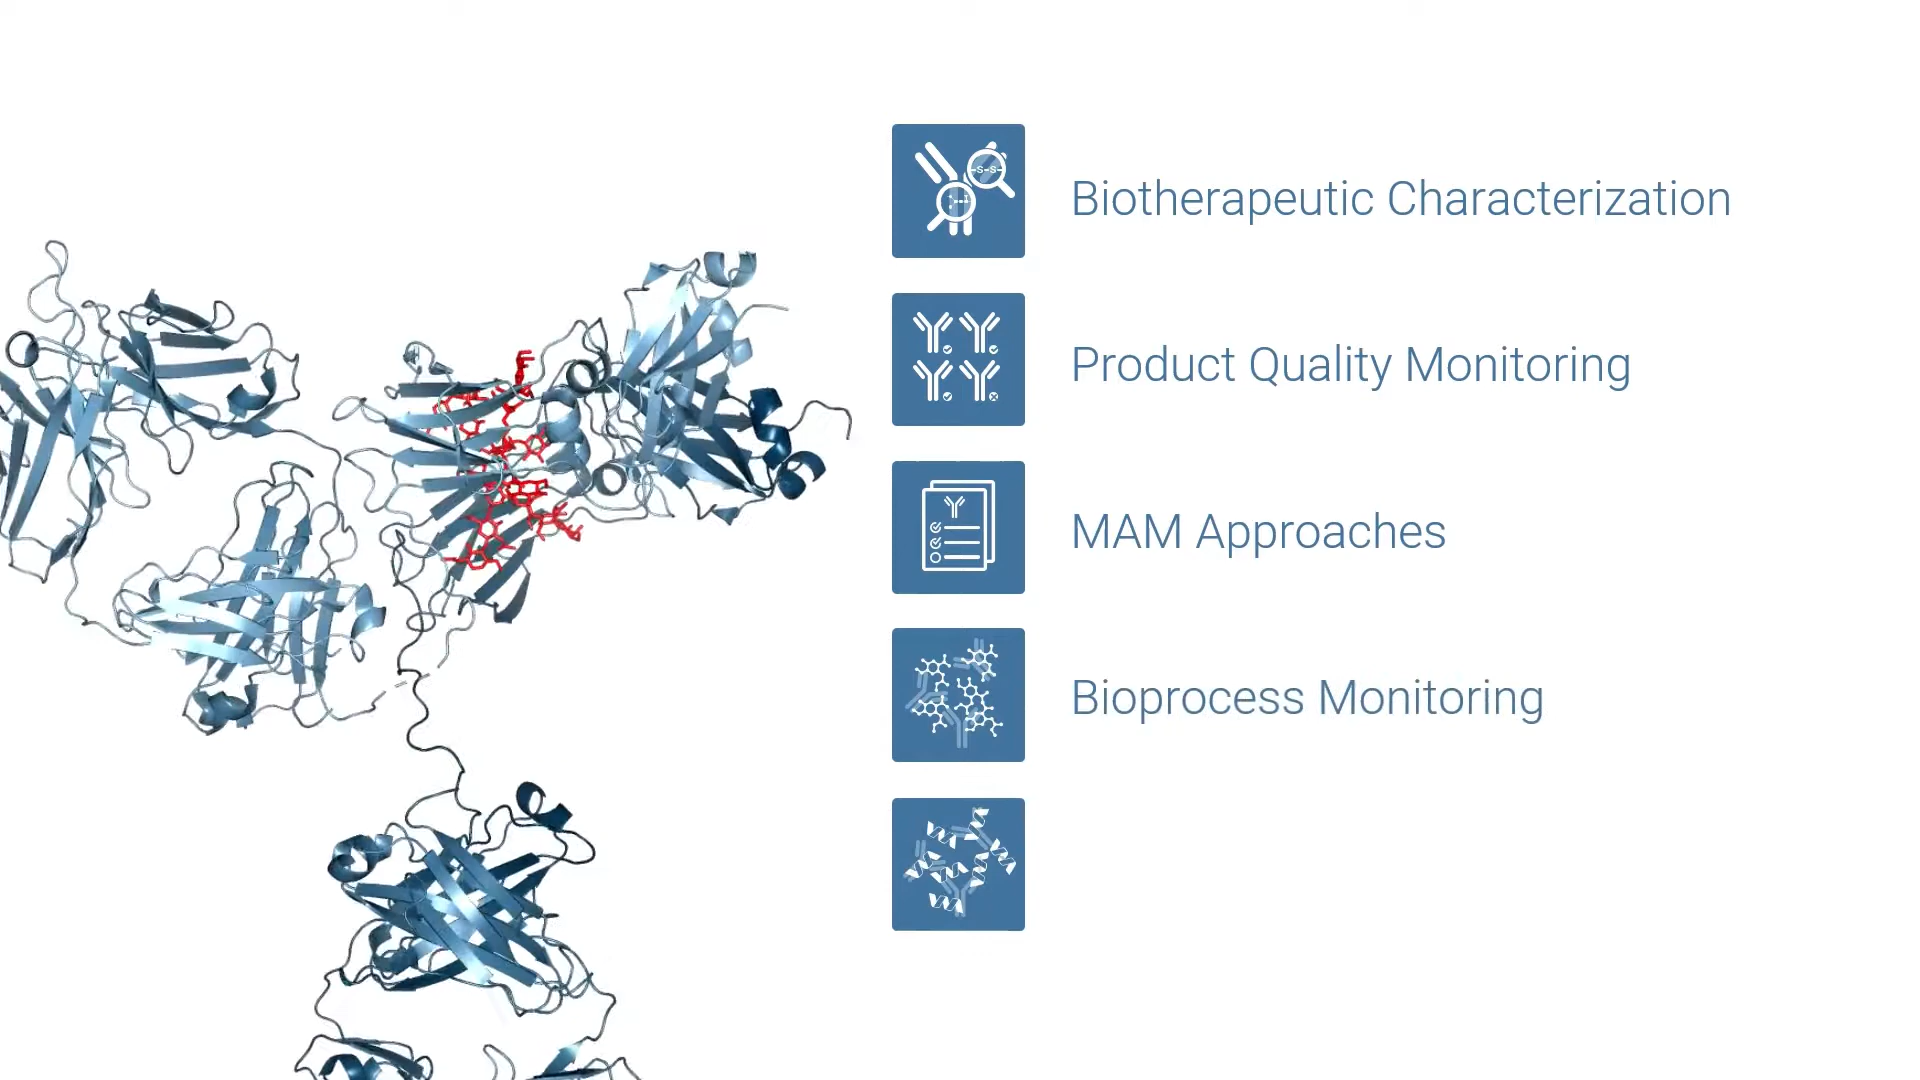 -S-S-
Biotherapeutic Characterization
Product Quality Monitoring
MAM Approaches
Bioprocess Monitoring